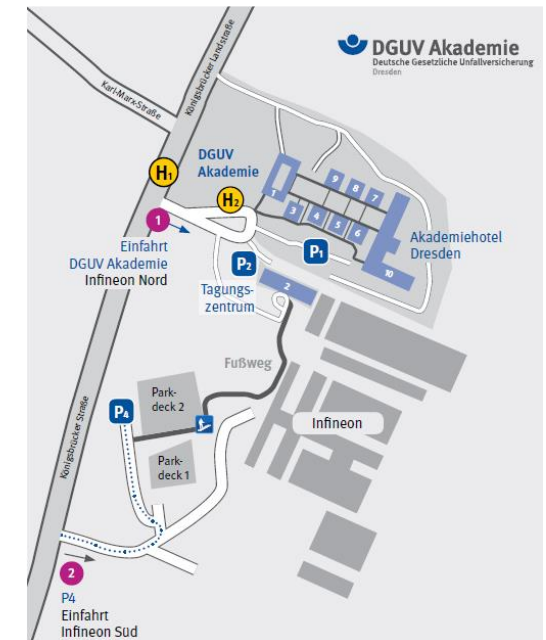 DGUV Akademie
Deutsche Gesetzliche Unfallversicherung
Dresden
Königsbrücker Landstraße
Karl-Marx-Straße
H1
DGUV
Akademie
H2
1
9
8
7
3
4
5
6
10
1
Einfahrt
DGUV Akademie
Infineon Nord
Akademiehotel
Dresden
P1
P2
Tagungs-
zentrum
2
Fußweg
Park-
deck 2
P4
Infineon
Park-
deck 1
Königsbrücker Straße
2
P4
Einfahrt
Infineon Süd